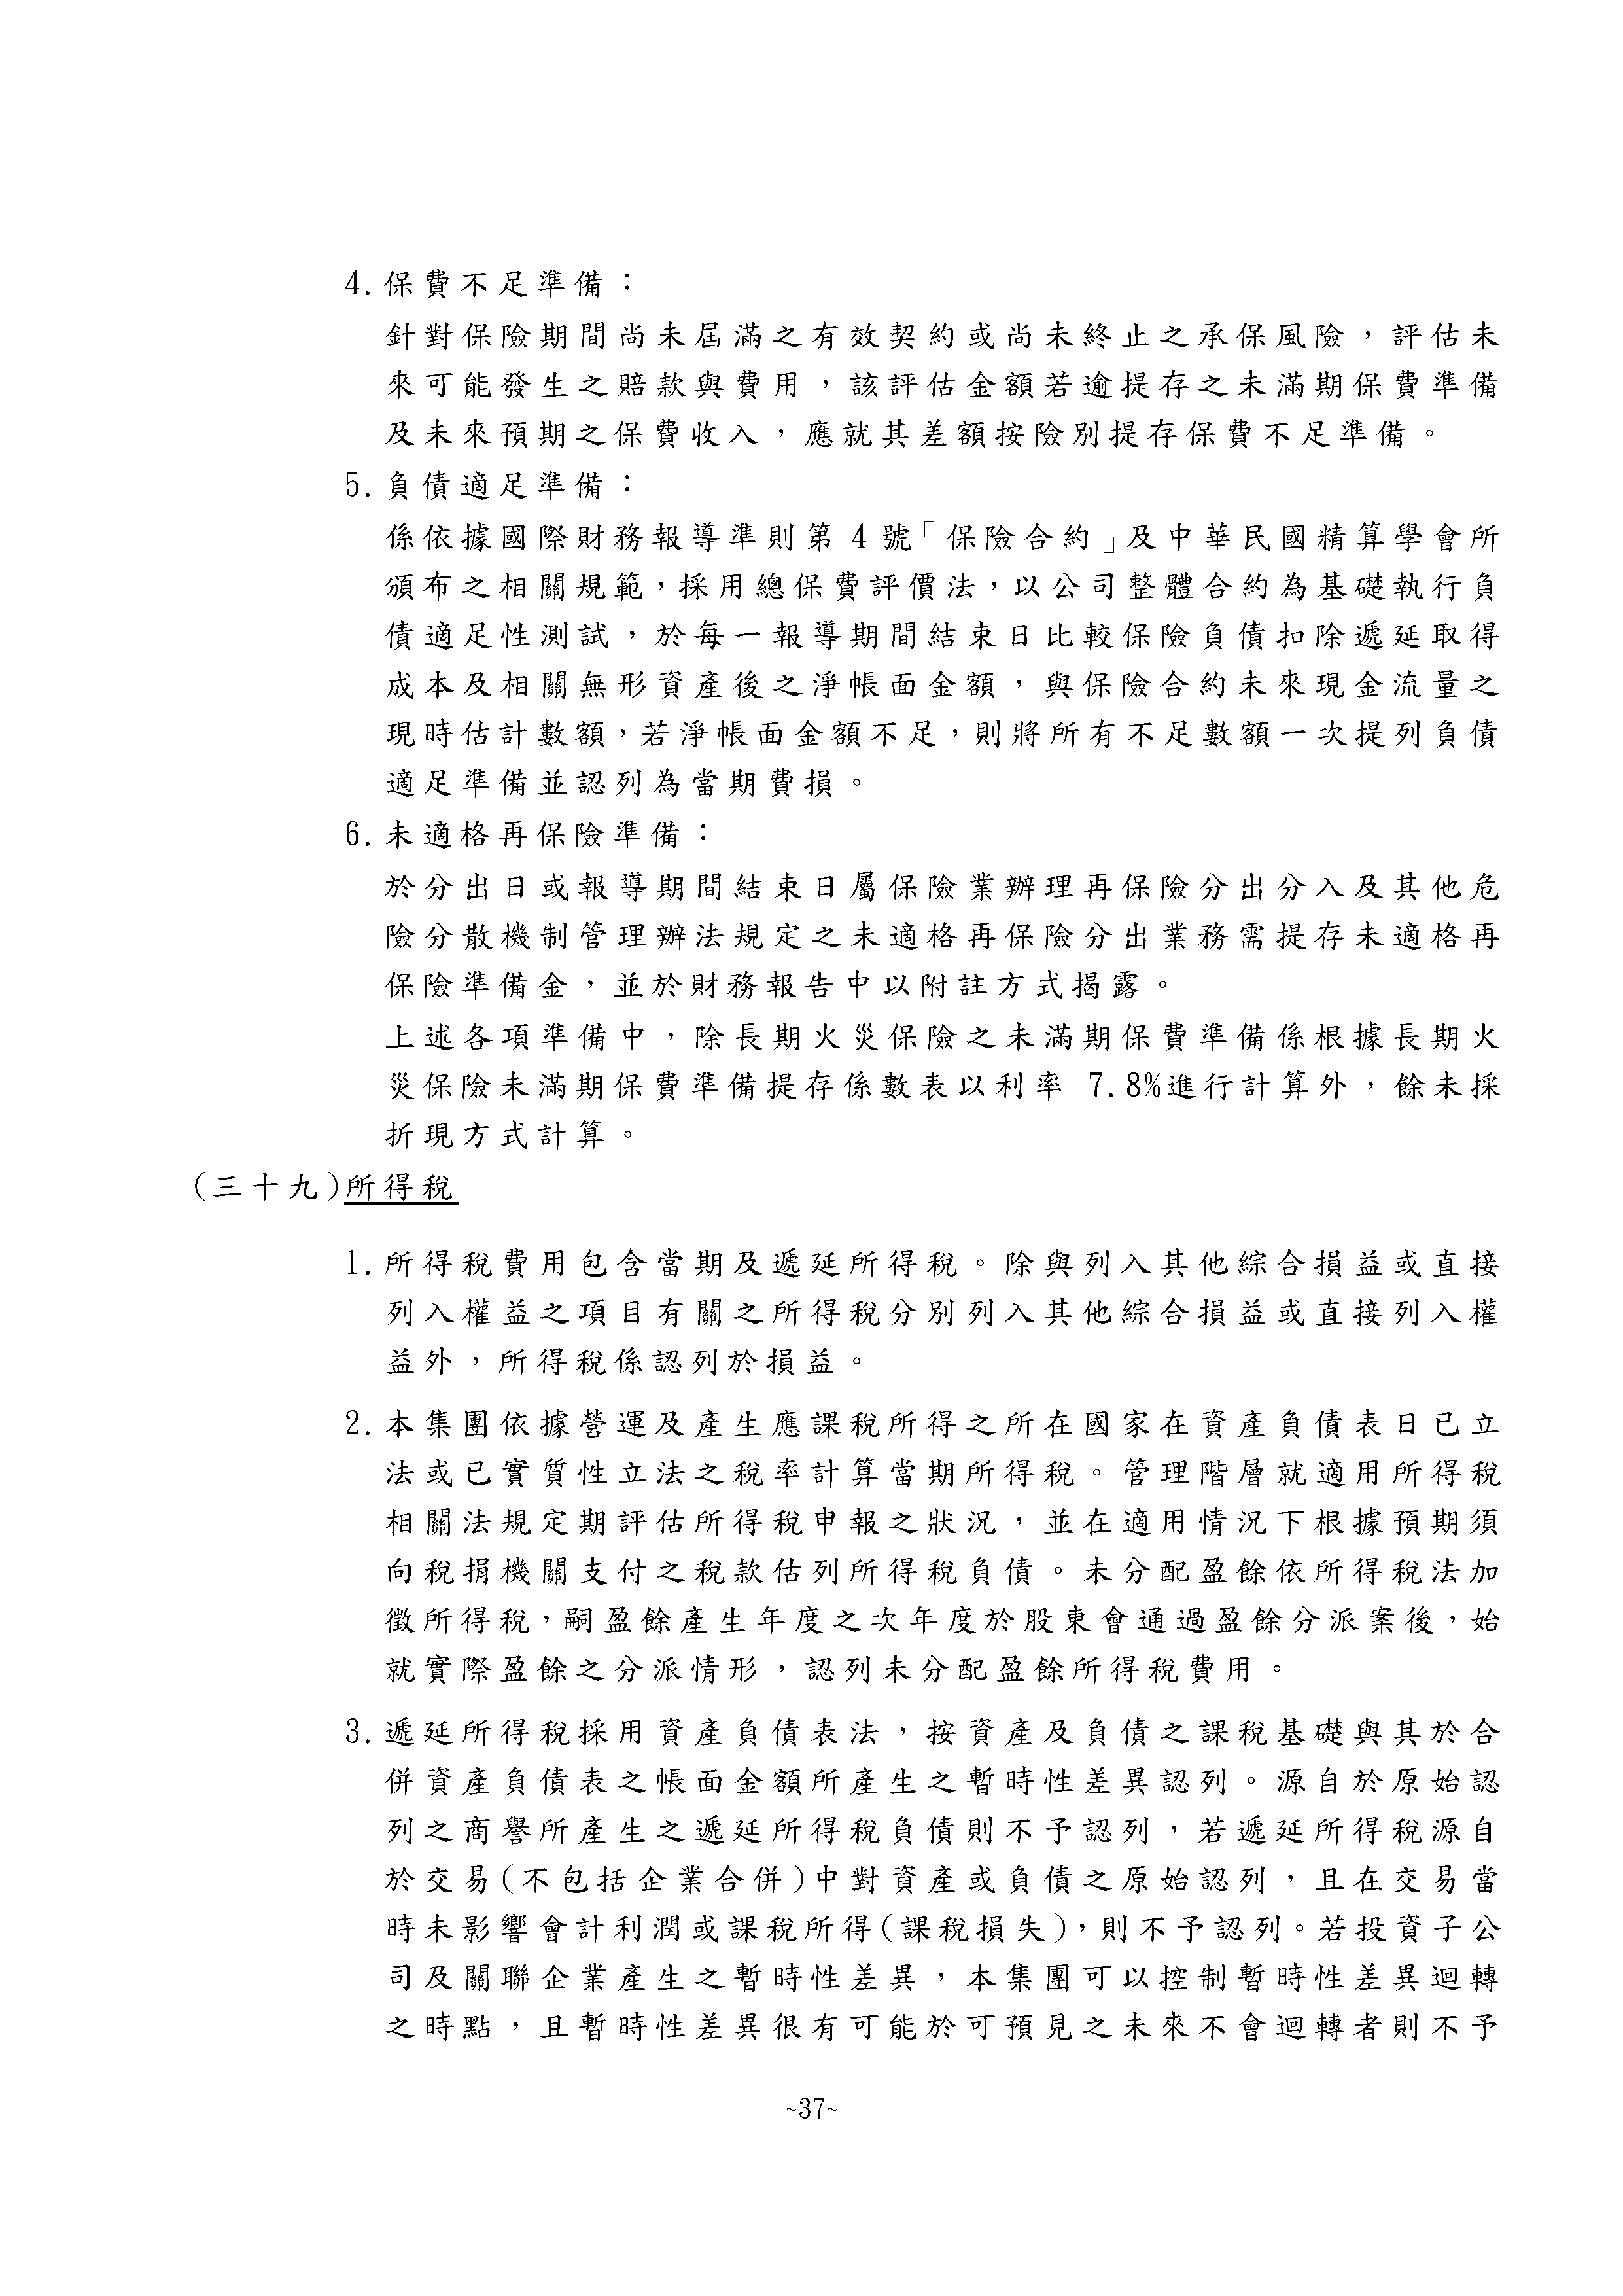 4.保費不足準備：
針對保險期間尚未屆滿之有效契約或尚未終止之承保風險，評估未
來可能發生之賠款與費用，該評估金額若逾提存之未滿期保費準備
及未來預期之保費收入，應就其差額按險別提存保費不足準備。
5.負債適足準備：
係依據國際財務報導準則第 4 號「保險合約」及中華民國精算學會所
頒布之相關規範，採用總保費評價法，以公司整體合約為基礎執行負
債適足性測試，於每一報導期間結束日比較保險負債扣除遞延取得
成本及相關無形資產後之淨帳面金額，與保險合約未來現金流量之
現時估計數額，若淨帳面金額不足，則將所有不足數額一次提列負債
適足準備並認列為當期費損。
6.未適格再保險準備：
於分出日或報導期間結束日屬保險業辦理再保險分出分入及其他危
險分散機制管理辦法規定之未適格再保險分出業務需提存未適格再
保險準備金，並於財務報告中以附註方式揭露。
上述各項準備中，除長期火災保險之未滿期保費準備係根據長期火
災保險未滿期保費準備提存係數表以利率 7.8%進行計算外，餘未採
折現方式計算。
(三十九)所得稅
1.所得稅費用包含當期及遞延所得稅。除與列入其他綜合損益或直接
列入權益之項目有關之所得稅分別列入其他綜合損益或直接列入權
益外，所得稅係認列於損益。
2.本集團依據營運及產生應課稅所得之所在國家在資產負債表日已立
法或已實質性立法之稅率計算當期所得稅。管理階層就適用所得稅
相關法規定期評估所得稅申報之狀況，並在適用情況下根據預期須
向稅捐機關支付之稅款估列所得稅負債。未分配盈餘依所得稅法加
徵所得稅，嗣盈餘產生年度之次年度於股東會通過盈餘分派案後，始
就實際盈餘之分派情形，認列未分配盈餘所得稅費用。
3.遞延所得稅採用資產負債表法，按資產及負債之課稅基礎與其於合
併資產負債表之帳面金額所產生之暫時性差異認列。源自於原始認
列之商譽所產生之遞延所得稅負債則不予認列，若遞延所得稅源自
於交易(不包括企業合併)中對資產或負債之原始認列，且在交易當
時未影響會計利潤或課稅所得(課稅損失)，則不予認列。若投資子公
司及關聯企業產生之暫時性差異，本集團可以控制暫時性差異迴轉
之時點，且暫時性差異很有可能於可預見之未來不會迴轉者則不予
~37~